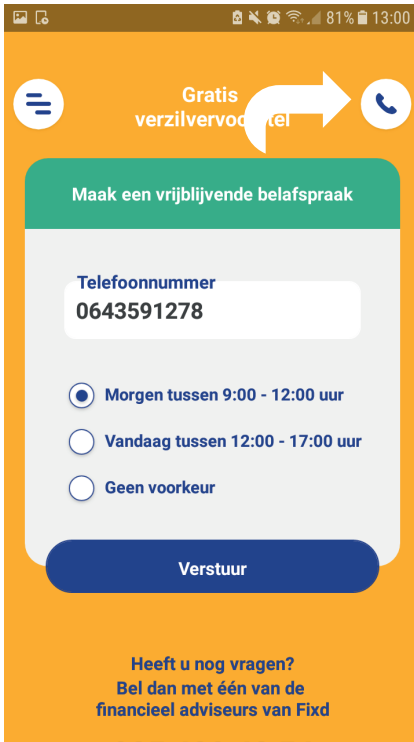 81% 13:00
Gratis
verzilvervoo tel
Maak een vrijblijvende belafspraak
Telefoonnummer
0643591278
Morgen tussen 9:00 - 12:00 uur
Vandaag tussen 12:00 - 17:00 uur
Geen voorkeur
Verstuur
Heeft u nog vragen?
Bel dan met één van de
financieel adviseurs van Fixd